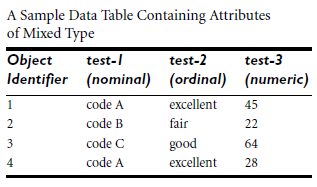 A Sample Data Table Containing Attributes
of Mixed Type
Object test-1 test-2 test-3
Identifier (nominal) (ordinal) (numeric)
1 code A excellent 45
2 code B fair 22
3 code C good 64
4 code A excellent 28